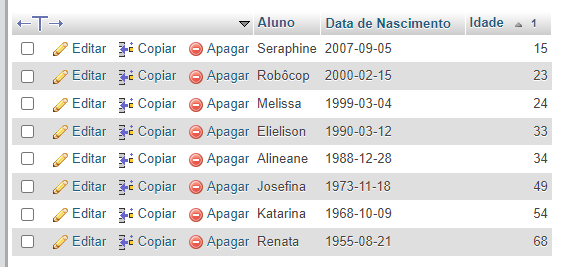 Aluno Data de Nascimento Idade 1
Editar Copiar Apagar Seraphine 2007-09-05 15
Editar Copiar Apagar Robôcop 2000-02-15 23
Editar Copiar Apagar Melissa 1999-03-04 24
Editar Copiar Apagar Elielison 1990-03-12 33
Editar Copiar Apagar Alineane 1988-12-28 34
Editar Copiar Apagar Josefina 1973-11-18 49
Editar Copiar Apagar Katarina 1968-10-09 54
Editar Copiar Apagar Renata 1955-08-21 68